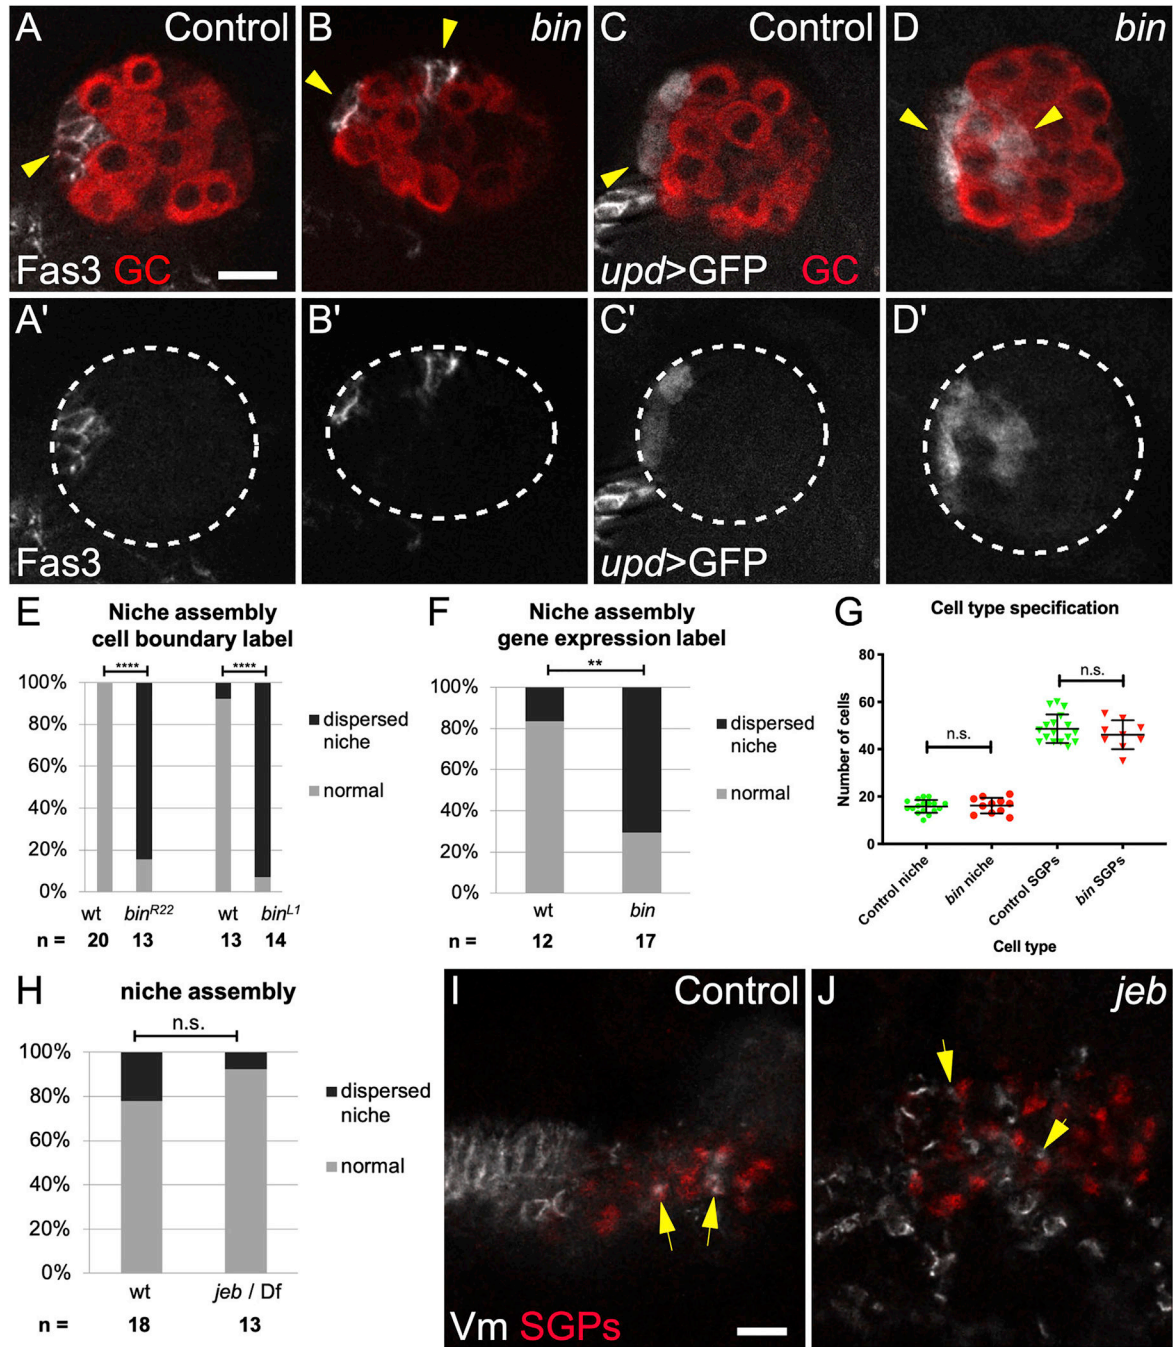 A Control
B bin
C Control
D bin
Fas3 GC
upd>GFP GC
A'
B'
C'
D'
Fas3
upd>GFP
E
Niche assembly
cell boundary label
**** ****
100%
80%
60%
40%
20%
0%
dispersed
niche
normal
wt binR22 wt binL1
n = 20 13 13 14
F
Niche assembly
gene expression label
**
100%
80%
60%
40%
20%
0%
dispersed
niche
normal
wt bin
n = 12 17
G
Cell type specification
n.s.
n.s.
Number of cells
80
60
40
20
0
Control niche
bin niche
Control SGPs
bin SGPs
Cell type
H
niche assembly
n.s.
100%
80%
60%
40%
20%
0%
dispersed
niche
normal
wt jeb / Df
n = 18 13
I Control
Vm SGPs
J jeb